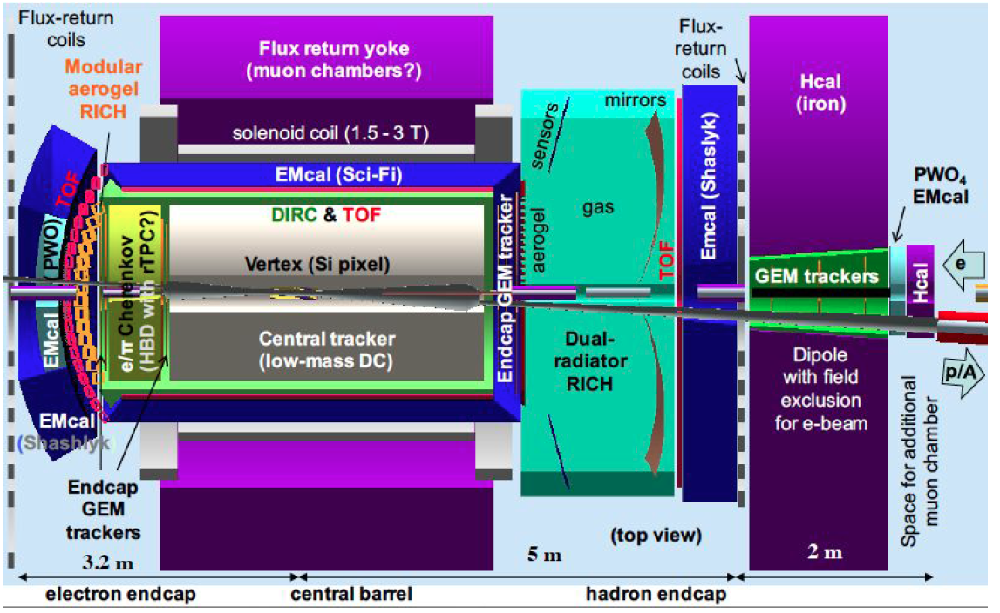 Flux-return
coils
Modular
aerogel
RICH
Flux return yoke
(muon chambers?)
solenoid coil (1.5 - 3 T)
EMcal (Sci-Fi)
TOF
(PWO)
EMcal
EMcal
(Shashlyk)
e/π Cherenkov
(HBD with rTPC?)
DIRC & TOF
Vertex (Si pixel)
Central tracker
(low-mass DC)
Endcap GEM tracker
Endcap
GEM
trackers
sensors
mirrors
aerogel
gas
TOF
Dual-
radiator
RICH
Emcal (Shaslyk)
Flux-
return
coils
Hcal
(iron)
PWO4
EMcal
GEM trackers
Hcal
e
p/A
Dipole
with field
exclusion
for e-beam
Space for additional
muon chamber
(top view)
3.2 m
5 m
2 m
electron endcap
central barrel
hadron endcap